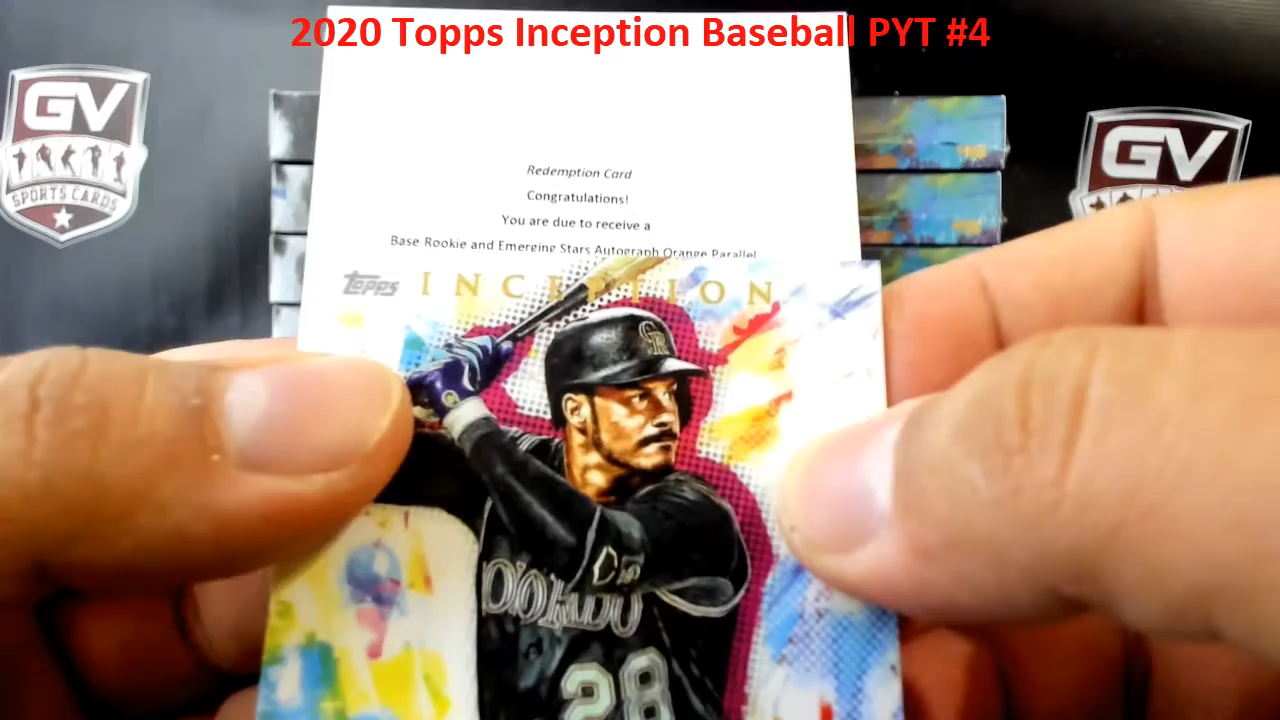 2020 Topps Inception Baseball PYT #4
GV
SPORTS CARDS
GV
Redemption Card
Congratulations!
You are due to receive a
Base Rookie and Emerging Stars Autograph Orange Parallel
Topps INCEPTION
CR
28